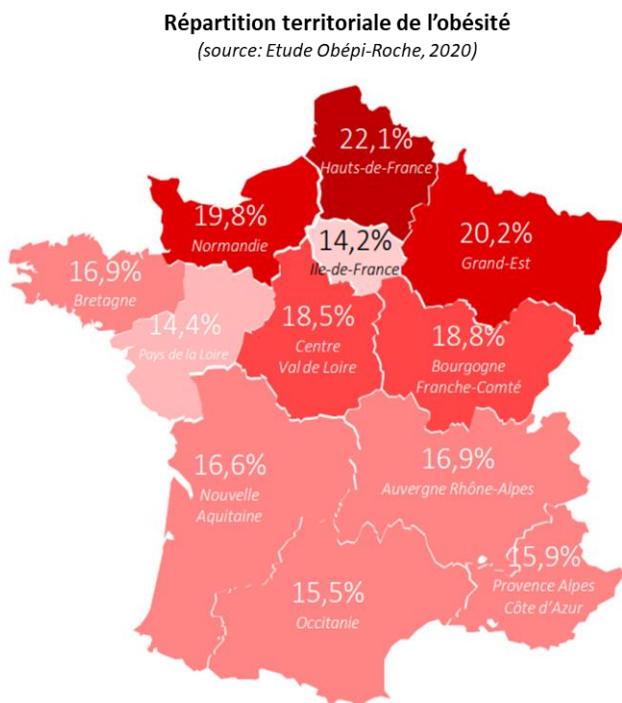 Répartition territoriale de l'obésité
(source: Etude Obépi-Roche, 2020)
22,1%
Hauts-de-France
19,8%
Normandie
14,2%
Ile-de-France
20,2%
Grand-Est
16,9%
Bretagne
14,4%
Pays de la Loire
18,5%
Centre
Val de Loire
18,8%
Bourgogne
Franche-Comté
16,6%
Nouvelle
Aquitaine
16,9%
Auvergne Rhône-Alpes
15,5%
Occitanie
15,9%
Provence Alpes
Côte d'Azur